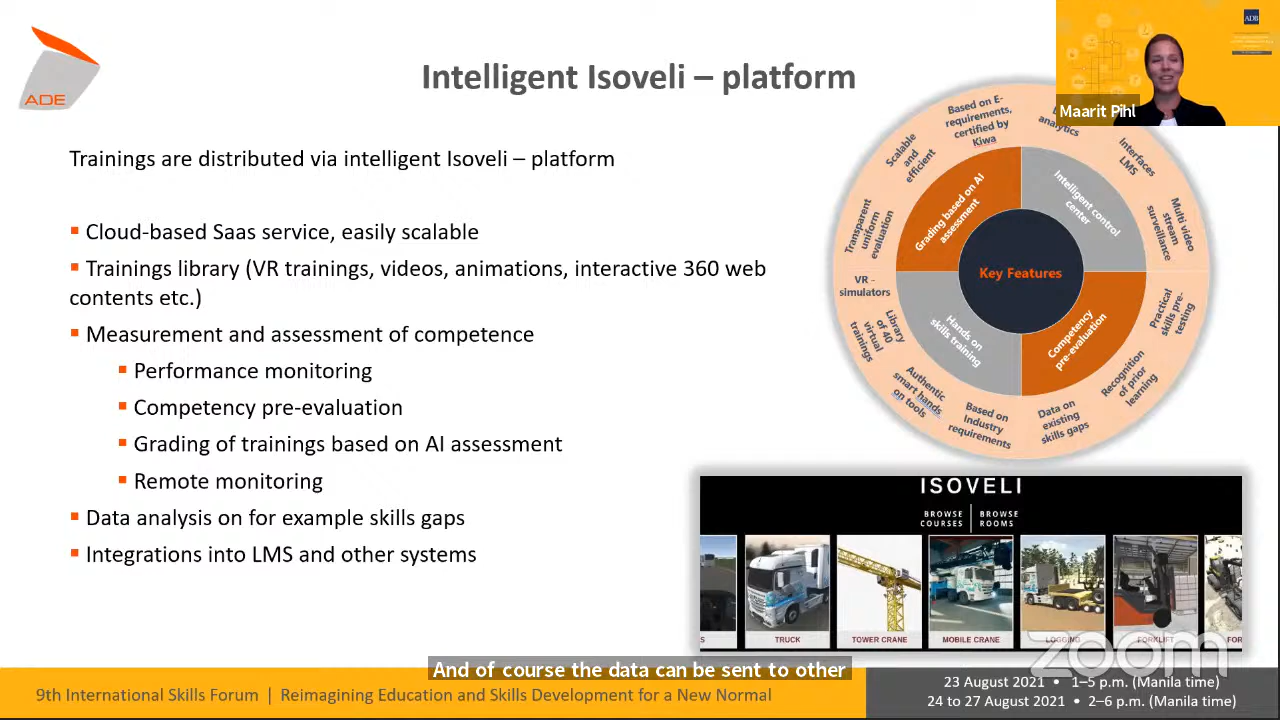 ADE
Intelligent Isoveli – platform
ADB
Maarit Pihl
Trainings are distributed via intelligent Isoveli – platform
Cloud-based Saas service, easily scalable
Trainings library (VR trainings, videos, animations, interactive 360 web
contents etc.)
Measurement and assessment of competence
Performance monitoring
Competency pre-evaluation
Grading of trainings based on AI assessment
Remote monitoring
Data analysis on for example skills gaps
Integrations into LMS and other systems
Key Features
Grading based on AI
assessment
Intelligent control
center
Competency
pre-evaluation
Hands on
skills training
Based on E-
requirements,
certified by
Kiwa
analytics
Interfaces
LMS
Multi video
stream
surveillance
Practical
skills pre-
testing
Recognition
of prior
learning
Data on
existing
skills gaps
Based on
Industry
requirements
Authentic
smart hands
on tools
Library
of 40
virtual
trainings
VR -
simulators
Transparent
uniform
evaluation
Scalable
and
efficient
ISOVELI
BROWSE
COURSES
BROWSE
ROOMS
S
TRUCK
TOWER CRANE
MOBILE CRANE
LOGGING
FORKLIFT
FOR
zoom
And of course the data can be sent to other
9th International Skills Forum | Reimagining Education and Skills Development for a New Normal
23 August 2021 • 1–5 p.m. (Manila time)
24 to 27 August 2021 • 2–6 p.m. (Manila time)